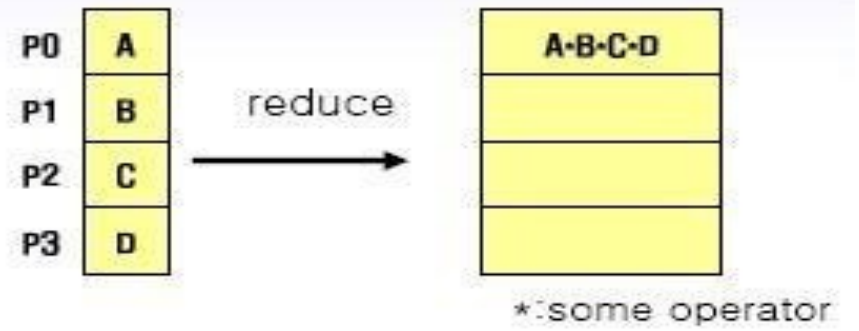 P0 A A*B*C*D
P1 B
reduce
P2 C
P3 D
*:some operator